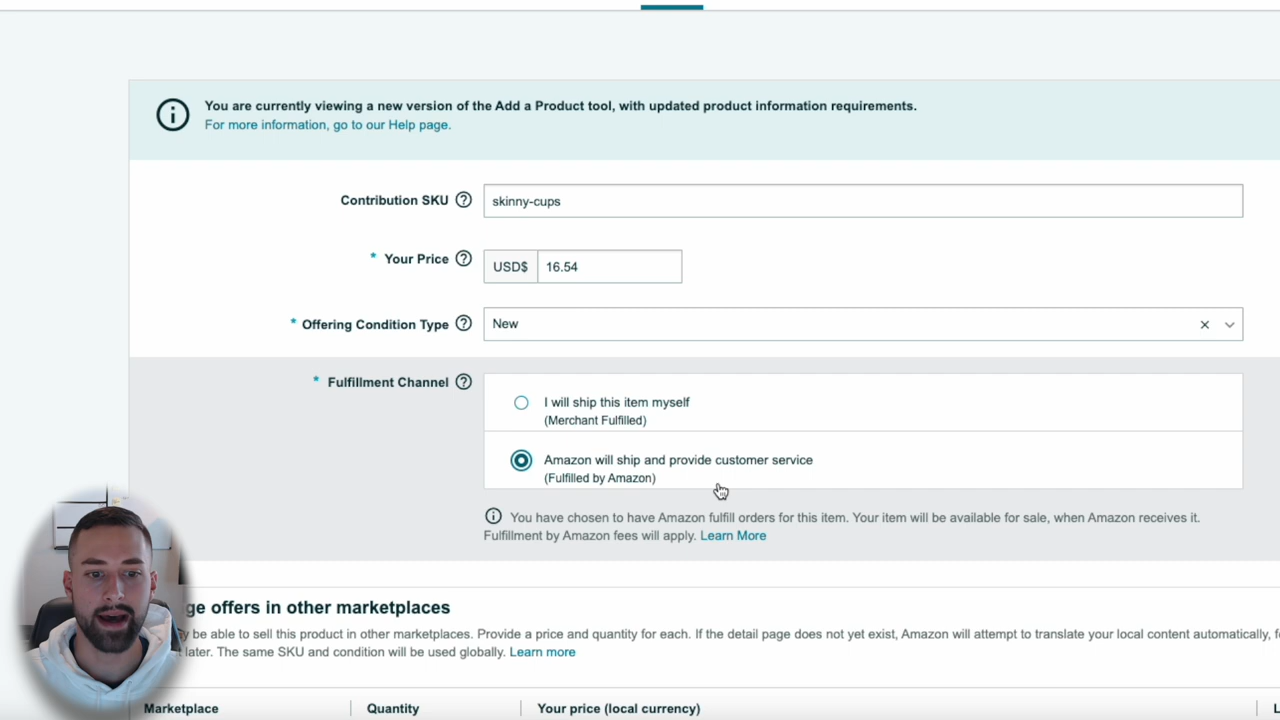 You are currently viewing a new version of the Add a Product tool, with updated product information requirements.
For more information, go to our Help page.
Contribution SKU
skinny-cups
* Your Price
USD$ 16.54
* Offering Condition Type
New
* Fulfillment Channel
I will ship this item myself
(Merchant Fulfilled)
Amazon will ship and provide customer service
(Fulfilled by Amazon)
You have chosen to have Amazon fulfill orders for this item. Your item will be available for sale, when Amazon receives it.
Fulfillment by Amazon fees will apply. Learn More
offers in other marketplaces
be able to sell this product in other marketplaces. Provide a price and quantity for each. If the detail page does not yet exist, Amazon will attempt to translate your local content automatically,
later. The same SKU and condition will be used globally. Learn more
Marketplace
Quantity
Your price (local currency)